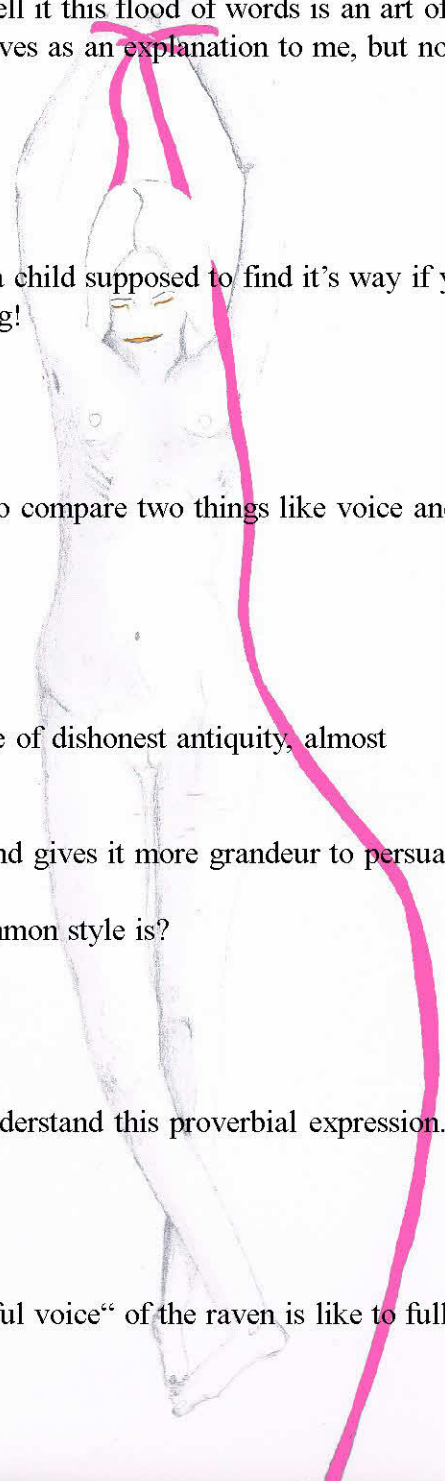 ell it this flood of words is an art of
ves as an explanation to me, but no
a child supposed to find it’s way if y
g!
o compare two things like voice and
e of dishonest antiquity, almost
nd gives it more grandeur to persua
mmon style is?
derstand this proverbial expression.
ful voice“ of the raven is like to full